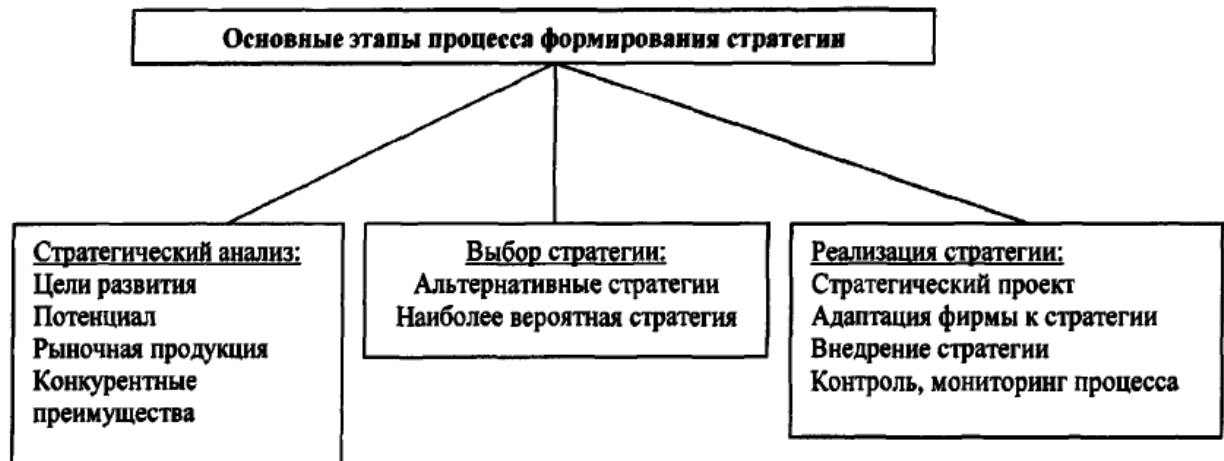 Основные этапы процесса формирования стратегии
Стратегический анализ:
Цели развития
Потенциал
Рыночная продукция
Конкурентные
преимущества
Выбор стратегии:
Альтернативные стратегии
Наиболее вероятная стратегия
Реализация стратегии:
Стратегический проект
Адаптация фирмы к стратегии
Внедрение стратегии
Контроль, мониторинг процесса